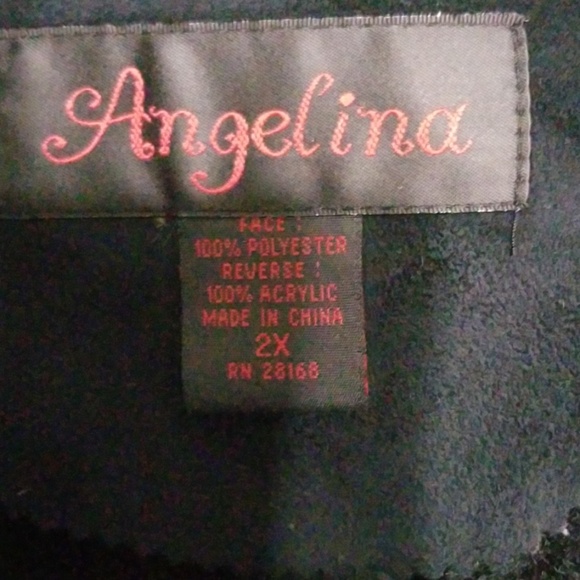 Angelina
FACE :
100% POLYESTER
REVERSE :
100% ACRYLIC
MADE IN CHINA
2X
RN 28168